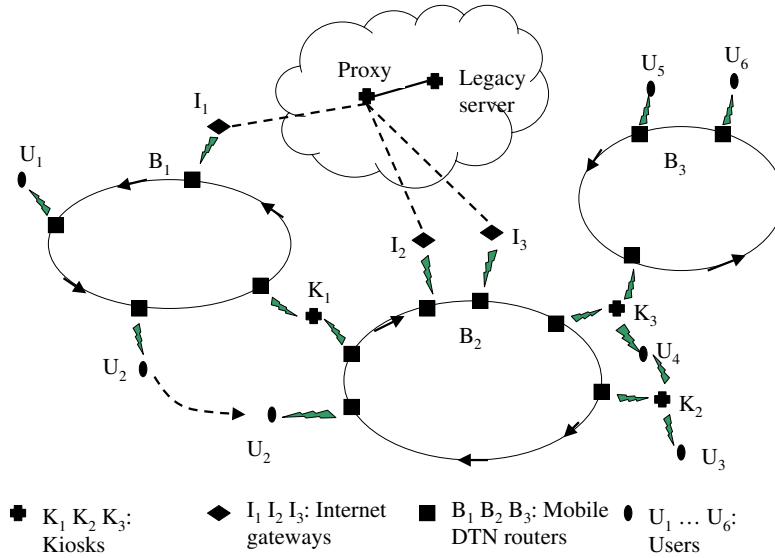 Proxy
Legacy
server
U5
U6
I1
U1
B1
B3
I2
I3
K1
B2
K3
U2
U4
K2
U2
U3
K1 K2 K3:
Kiosks
I1 I2 I3: Internet
gateways
B1 B2 B3: Mobile
DTN routers
U1 … U6:
Users